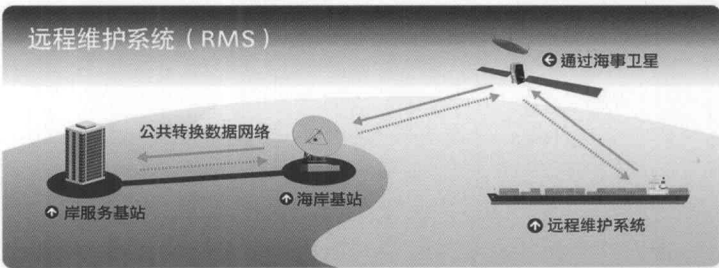 远程维护系统（RMS）
通过海事卫星
公共转换数据网络
海岸基站
岸服务基站
远程维护系统